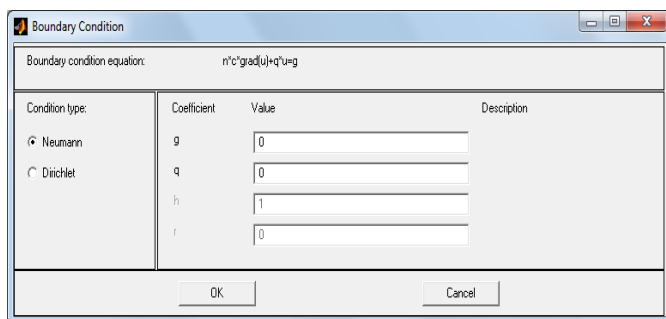 Boundary Condition
Boundary condition equation: n*c*grad(u)+q*u=g
Condition type: Coefficient Value Description
Neumann g 0
Dirichlet q 0
h 1
r 0
OK Cancel